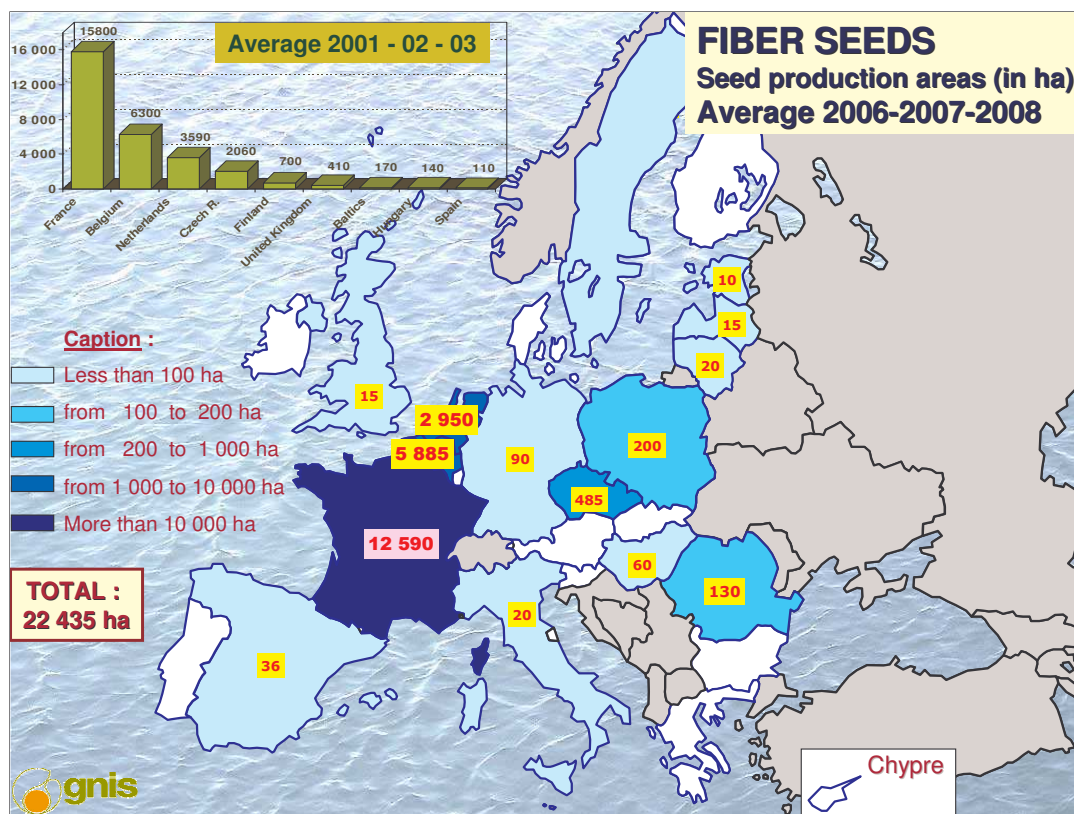 15800
16 000
12 000
8 000
4 000
0
6300
3590
2060
700
410
170
140
110
France
Belgium
Netherlands
Czech R.
Finland
United Kingdom
Baltics
Hungary
Spain
Average 2001 - 02 - 03
FIBER SEEDS
Seed production areas (in ha)
Average 2006-2007-2008
Caption :
Less than 100 ha
from 100 to 200 ha
from 200 to 1 000 ha
from 1 000 to 10 000 ha
More than 10 000 ha
TOTAL :
22 435 ha
10
15
20
15
2 950
5 885
90
200
485
12 590
60
130
20
36
Chypre
gnis